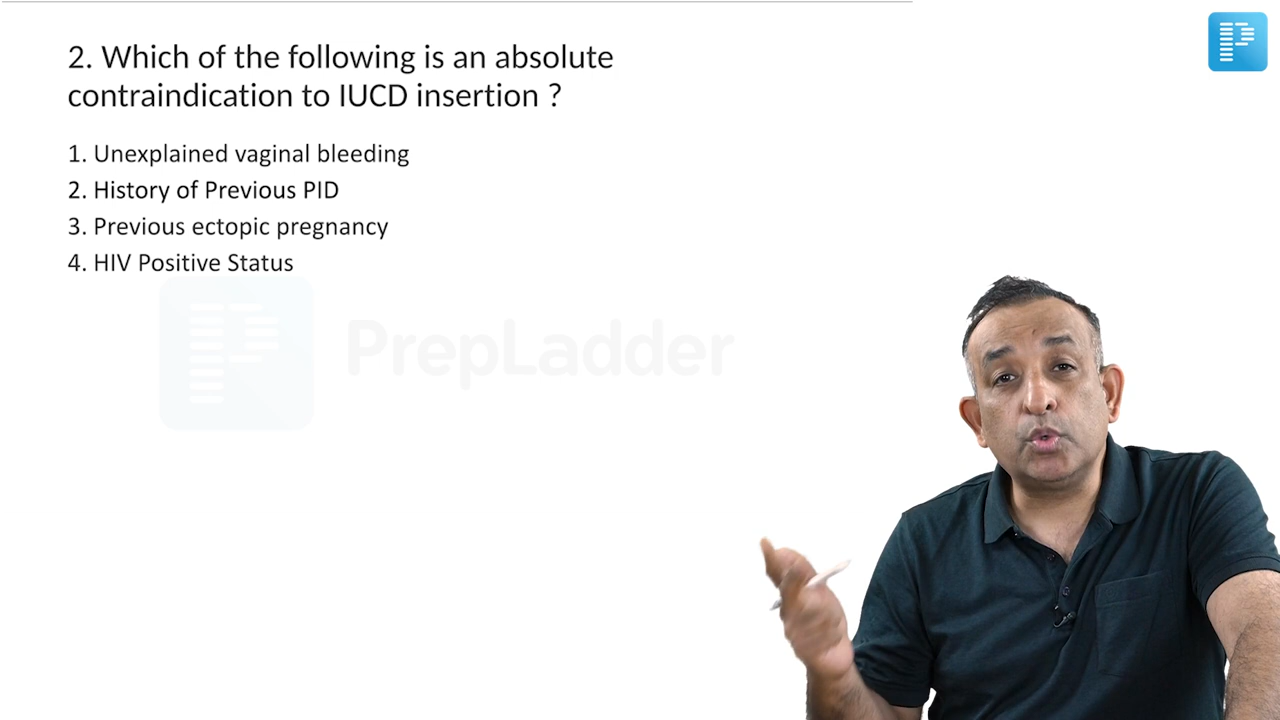 2. Which of the following is an absolute
contraindication to IUCD insertion ?
1. Unexplained vaginal bleeding
2. History of Previous PID
3. Previous ectopic pregnancy
4. HIV Positive Status
PrepLadder